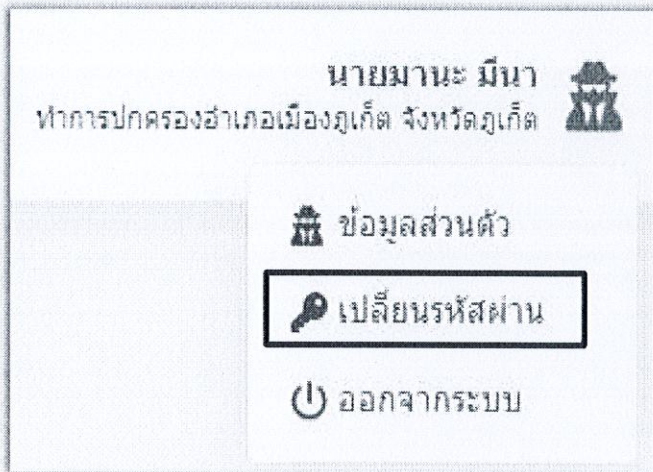 นายมานะ มีนา
ทำการปกครองอำเภอเมืองภูเก็ต จังหวัดภูเก็ต
ข้อมูลส่วนตัว
เปลี่ยนรหัสผ่าน
ออกจากระบบ